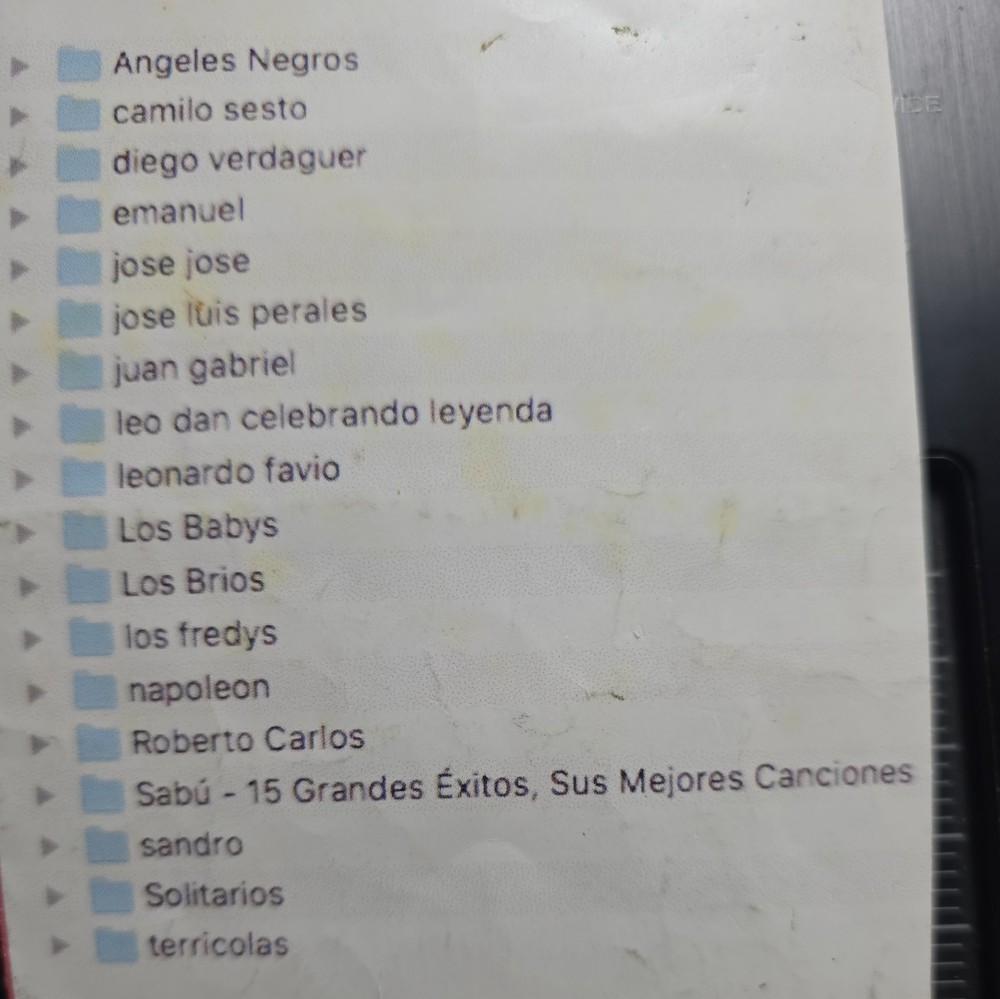 Angeles Negros
camilo sesto
diego verdaguer
emanuel
jose jose
jose luis perales
juan gabriel
leo dan celebrando leyenda
leonardo favio
Los Babys
Los Brios
los fredys
napoleon
Roberto Carlos
Sabú - 15 Grandes Éxitos, Sus Mejores Canciones
sandro
Solitarios
terricolas